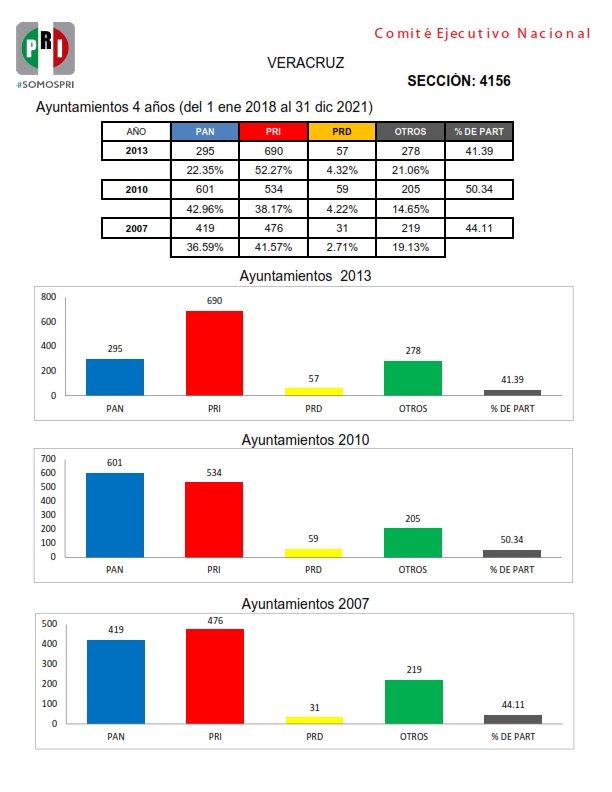 Comité Ejecutivo Nacional
PRI
#SOMOSPRI
VERACRUZ
SECCIÓN: 4156
Ayuntamientos 4 años (del 1 ene 2018 al 31 dic 2021)
AÑO PAN PRI PRD OTROS % DE PART
2013 295 690 57 278 41.39
22.35% 52.27% 4.32% 21.06%
2010 601 534 59 205 50.34
42.96% 38.17% 4.22% 14.65%
2007 419 476 31 219 44.11
36.59% 41.57% 2.71% 19.13%
Ayuntamientos 2013
800
600
400
200
0
295 690 57 278 41.39
PAN PRI PRD OTROS % DE PART
Ayuntamientos 2010
700
600
500
400
300
200
100
0
601 534 59 205 50.34
PAN PRI PRD OTROS % DE PART
Ayuntamientos 2007
500
400
300
200
100
0
419 476 31 219 44.11
PAN PRI PRD OTROS % DE PART